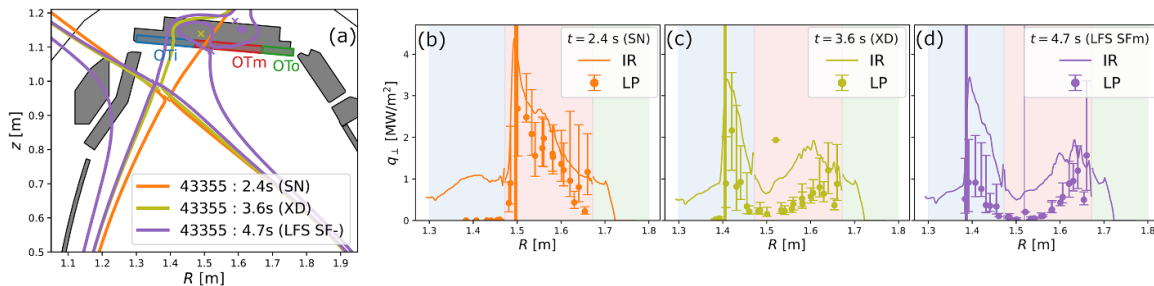 (a)
OTi
OTm
OTo
43355 : 2.4s (SN)
43355 : 3.6s (XD)
43355 : 4.7s (LFS SF-)
z [m]
1.2
1.1
1.0
0.9
0.8
0.7
0.6
0.5
1.1 1.2 1.3 1.4 1.5 1.6 1.7 1.8 1.9
R [m]
(b)
t = 2.4 s (SN)
IR
LP
q⊥ [MW/m²]
4
3
2
1
0
1.3 1.4 1.5 1.6 1.7 1.8
R [m]
(c)
t = 3.6 s (XD)
IR
LP
1.3 1.4 1.5 1.6 1.7 1.8
R [m]
(d)
t = 4.7 s (LFS SFm)
IR
LP
1.3 1.4 1.5 1.6 1.7 1.8
R [m]